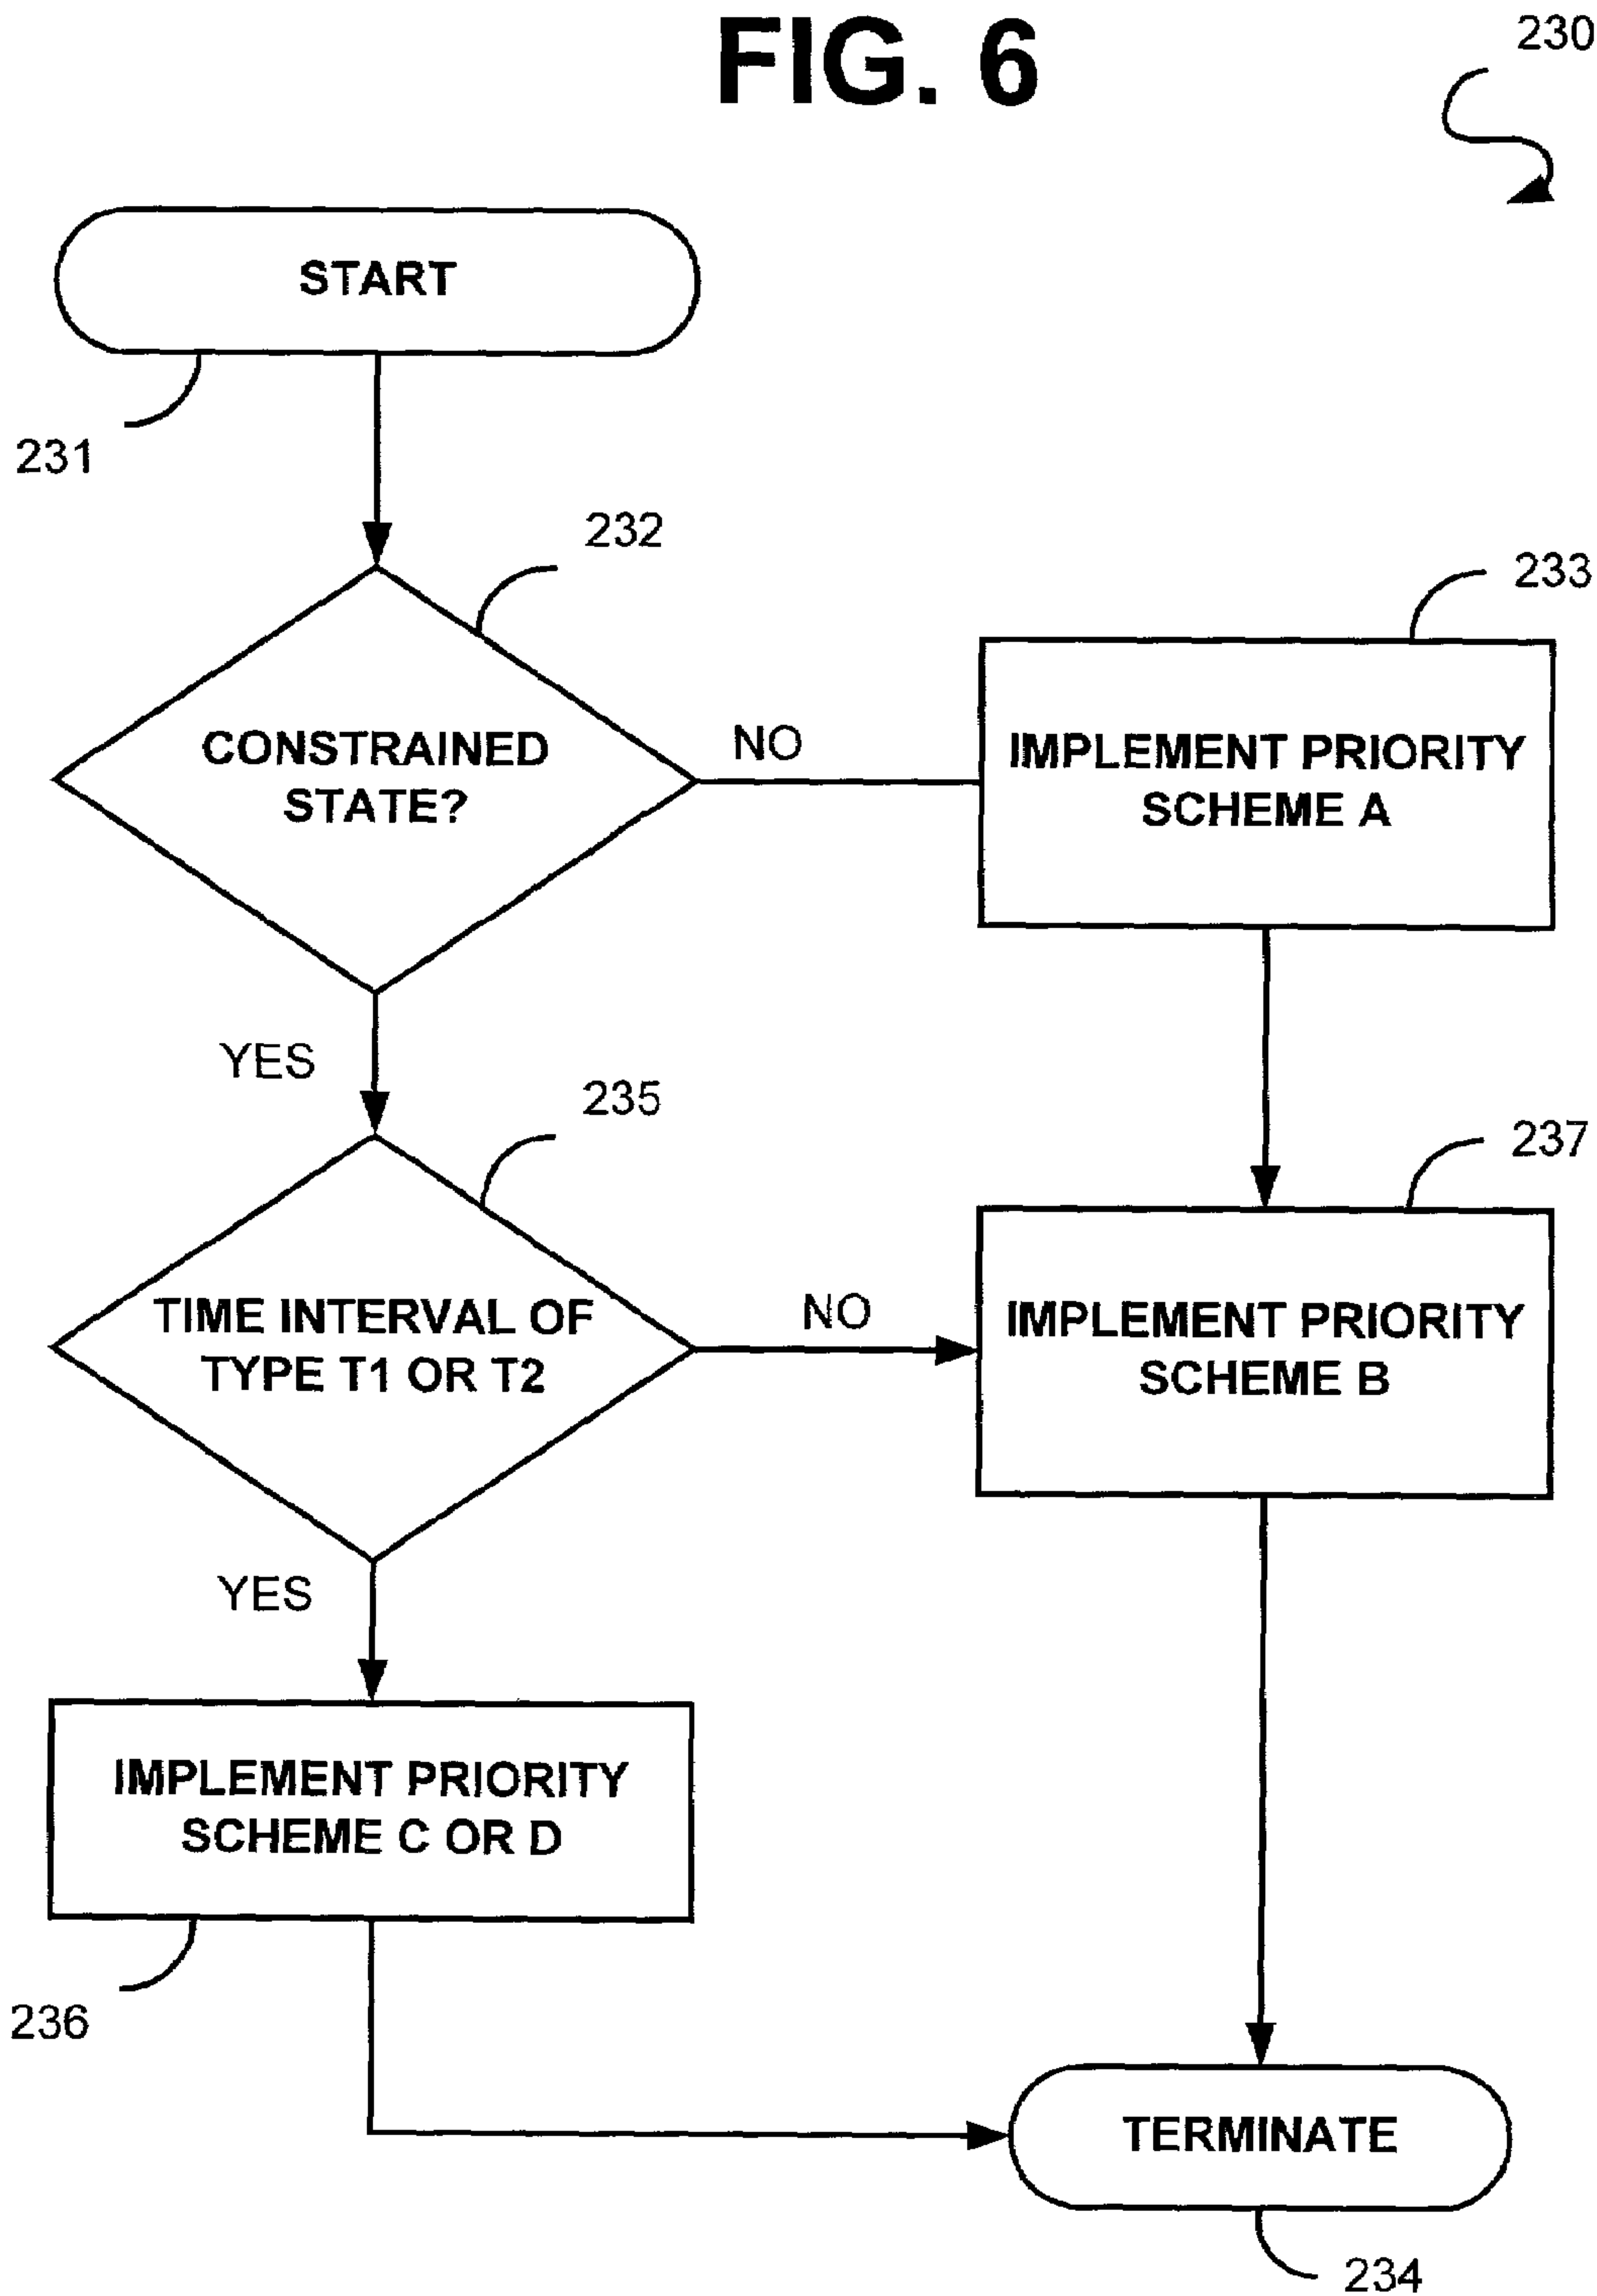 FIG. 6
230
START
231
232
233
CONSTRAINED
STATE?
NO
IMPLEMENT PRIORITY
SCHEME A
YES
235
237
TIME INTERVAL OF
TYPE T1 OR T2
NO
IMPLEMENT PRIORITY
SCHEME B
YES
IMPLEMENT PRIORITY
SCHEME C OR D
236
TERMINATE
234